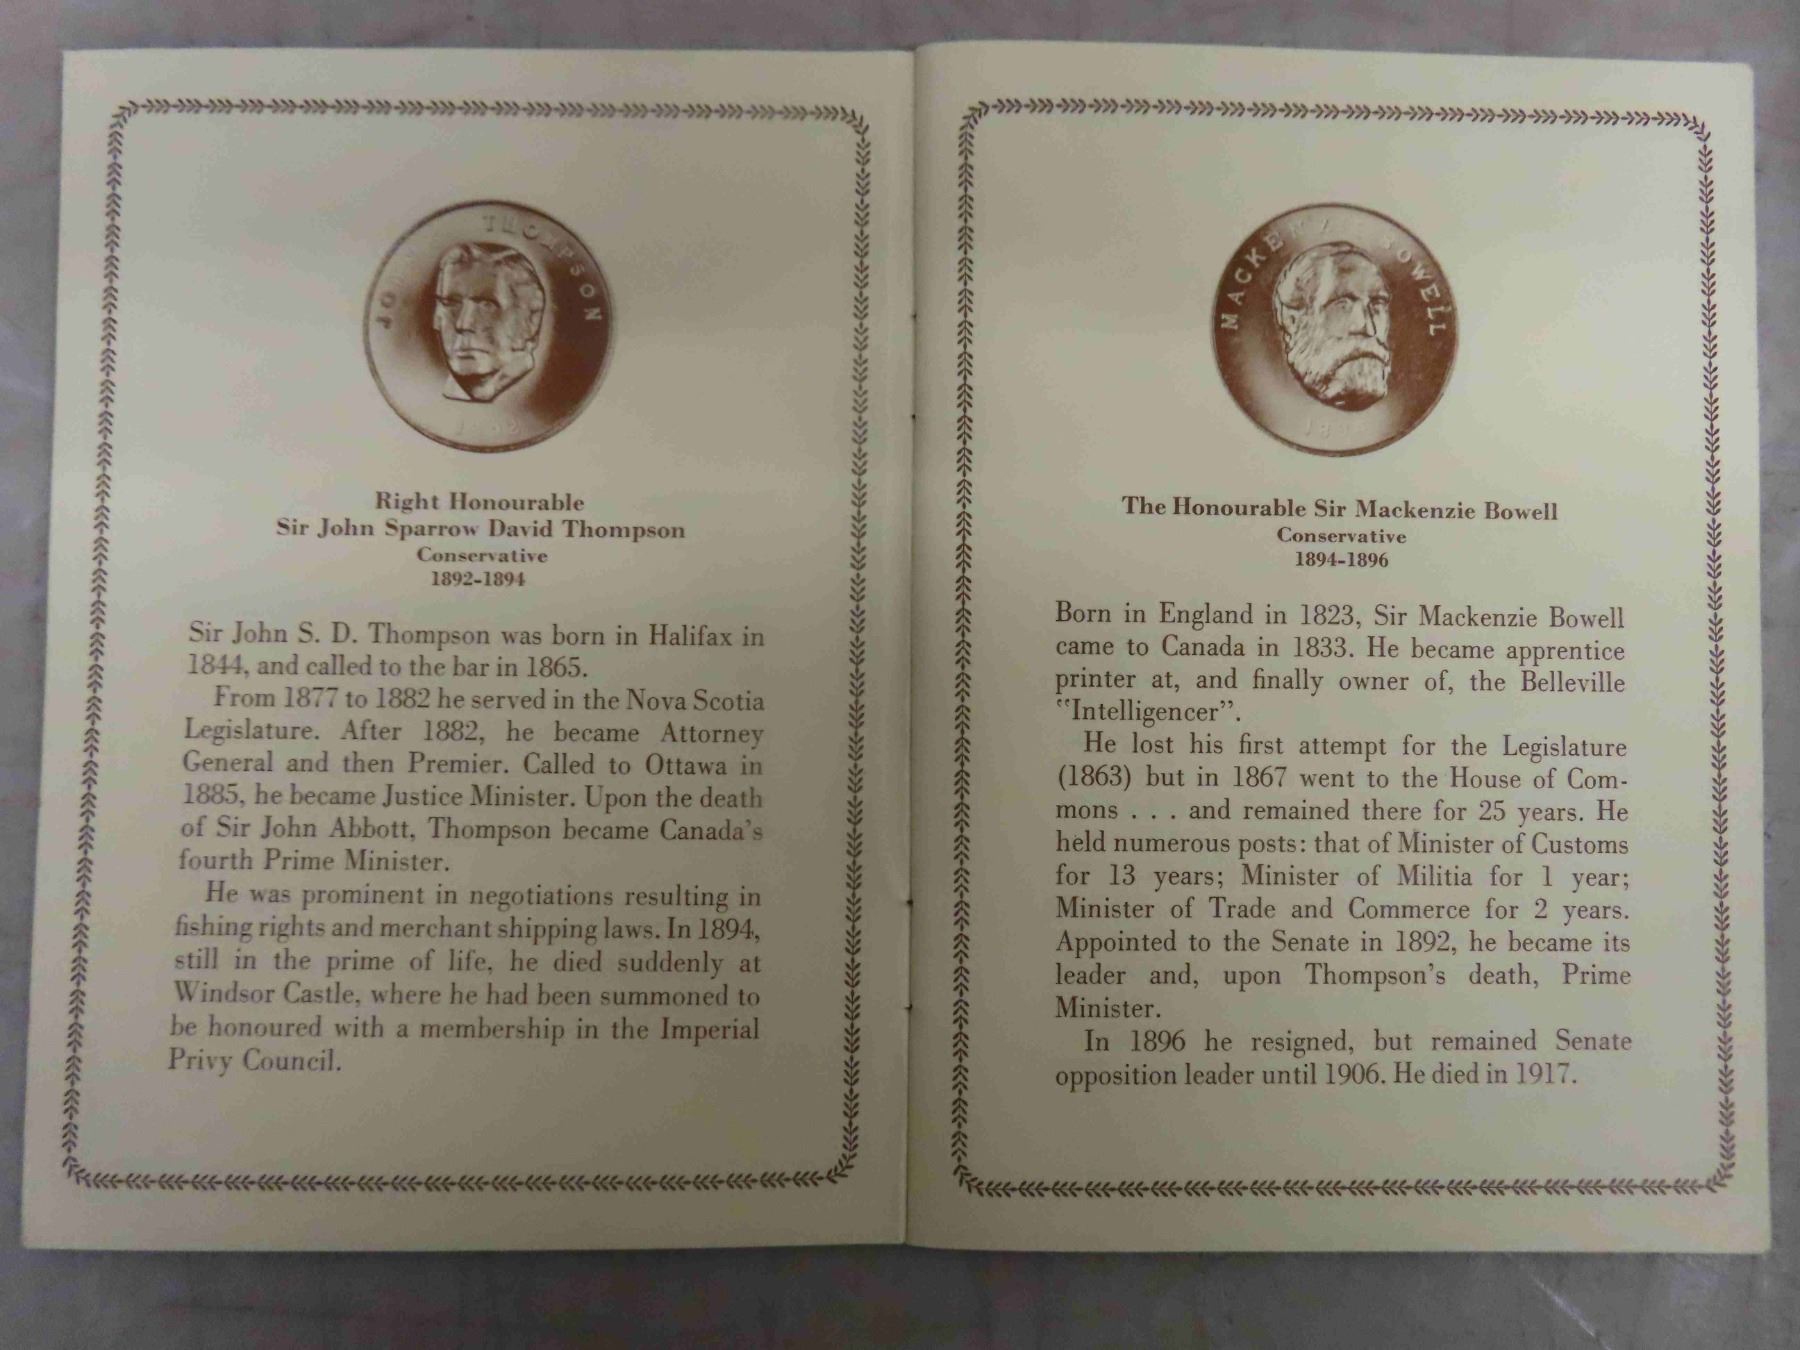 JO THOMPSON
Right Honourable
Sir John Sparrow David Thompson
Conservative
1892-1894
Sir John S. D. Thompson was born in Halifax in
1844, and called to the bar in 1865.
From 1877 to 1882 he served in the Nova Scotia
Legislature. After 1882, he became Attorney
General and then Premier. Called to Ottawa in
1885, he became Justice Minister. Upon the death
of Sir John Abbott, Thompson became Canada's
fourth Prime Minister.
He was prominent in negotiations resulting in
fishing rights and merchant shipping laws. In 1894,
still in the prime of life, he died suddenly at
Windsor Castle, where he had been summoned to
be honoured with a membership in the Imperial
Privy Council.
MACKENZIE BOWELL
The Honourable Sir Mackenzie Bowell
Conservative
1894-1896
Born in England in 1823, Sir Mackenzie Bowell
came to Canada in 1833. He became apprentice
printer at, and finally owner of, the Belleville
"Intelligencer".
He lost his first attempt for the Legislature
(1863) but in 1867 went to the House of Com-
mons . . . and remained there for 25 years. He
held numerous posts: that of Minister of Customs
for 13 years; Minister of Militia for 1 year;
Minister of Trade and Commerce for 2 years.
Appointed to the Senate in 1892, he became its
leader and, upon Thompson's death, Prime
Minister.
In 1896 he resigned, but remained Senate
opposition leader until 1906. He died in 1917.